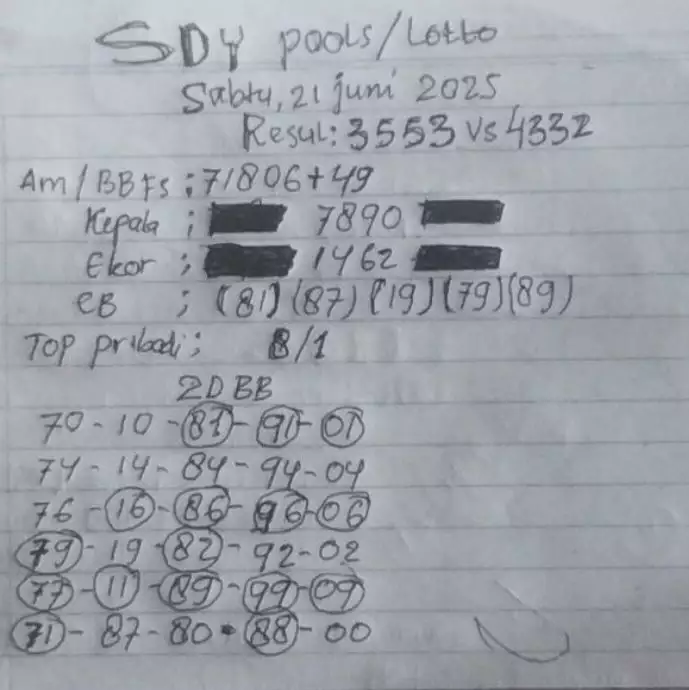 SDY pools/Lotto
Sabtu, 21 juni 2025
Resul: 3553 vs 4332
Am/BBFs ; 71806+49
Kepala ; 7890
Ekor ; 1462
CB ; (81) (87) (19) (79) (89)
TOP pribadi ; 8/1
2D BB
70 - 10 - 81 - 91 - 01
74 - 14 - 84 - 94 - 04
76 - 16 - 86 - 96 - 06
79 - 19 - 82 - 92 - 02
77 - 11 - 89 - 99 - 09
71 - 87 - 80 - 88 - 00